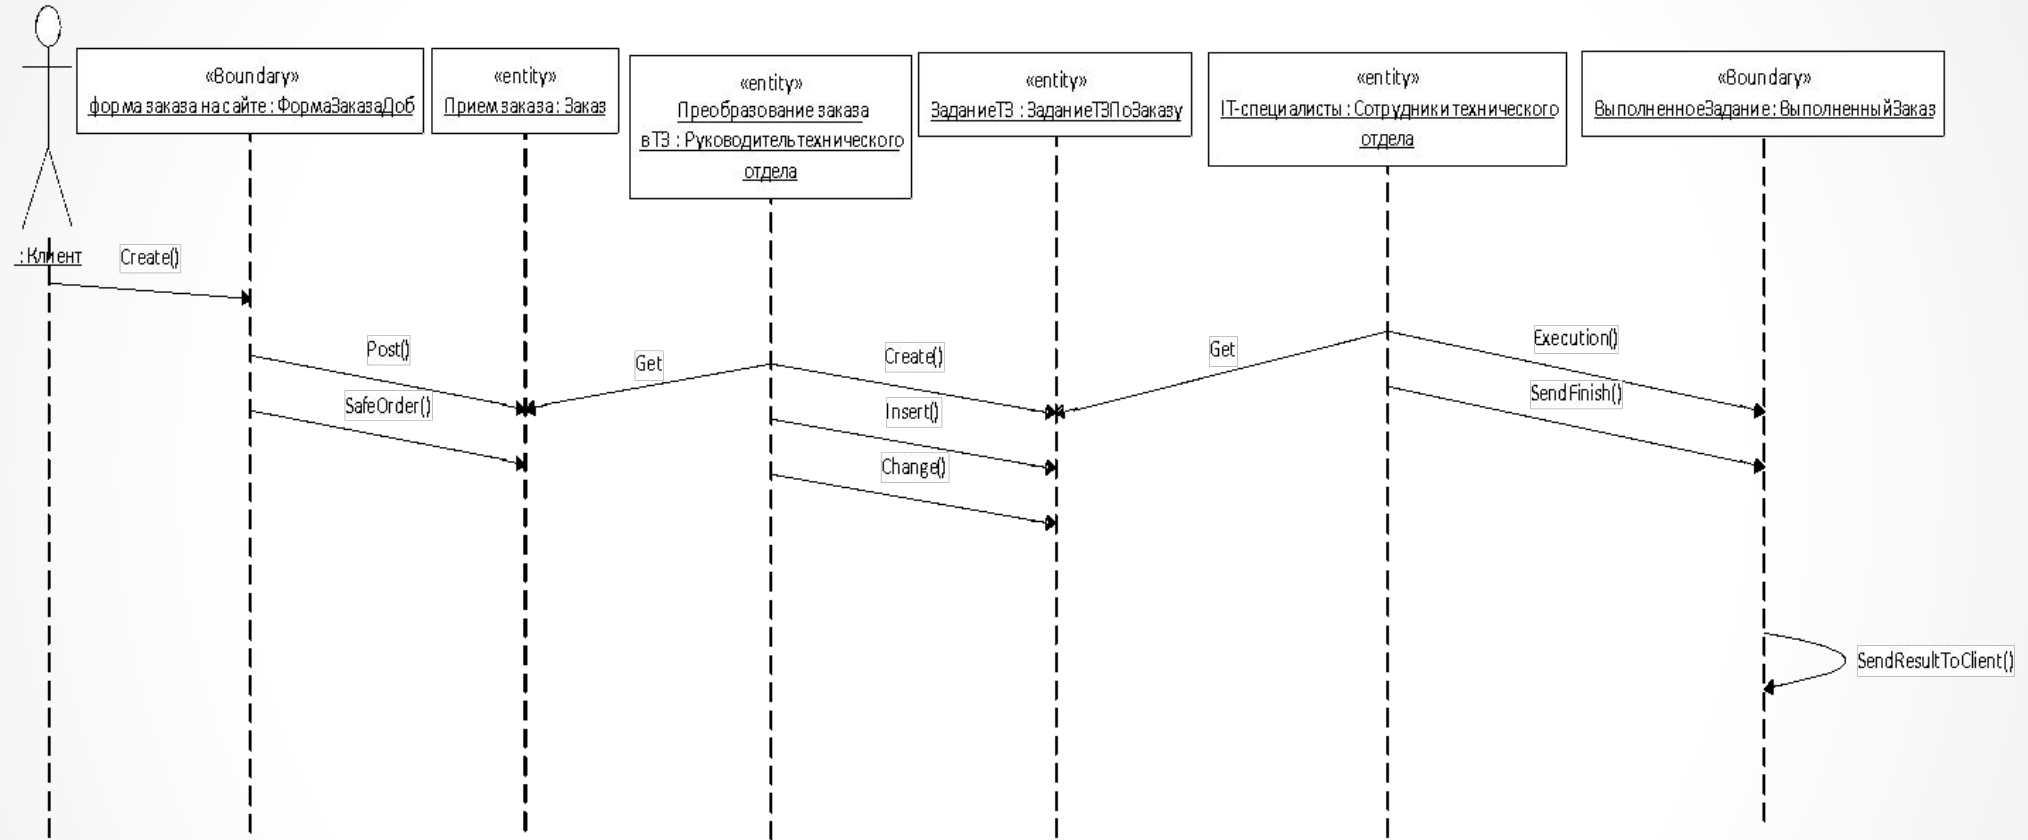 «Boundary»
форма заказа на сайте : ФормаЗаказаДоб
«entity»
Прием заказа : Заказ
«entity»
Преобразование заказа
в ТЗ : Руководитель технического
отдела
«entity»
ЗаданиеТЗ : ЗаданиеТЗПоЗаказу
«entity»
IT-специалисты : Сотрудники технического
отдела
«Boundary»
ВыполненноеЗадание : ВыполненныйЗаказ
: Клиент
Create()
Post()
SafeOrder()
Get
Create()
Insert()
Change()
Get
Execution()
SendFinish()
SendResultToClient()